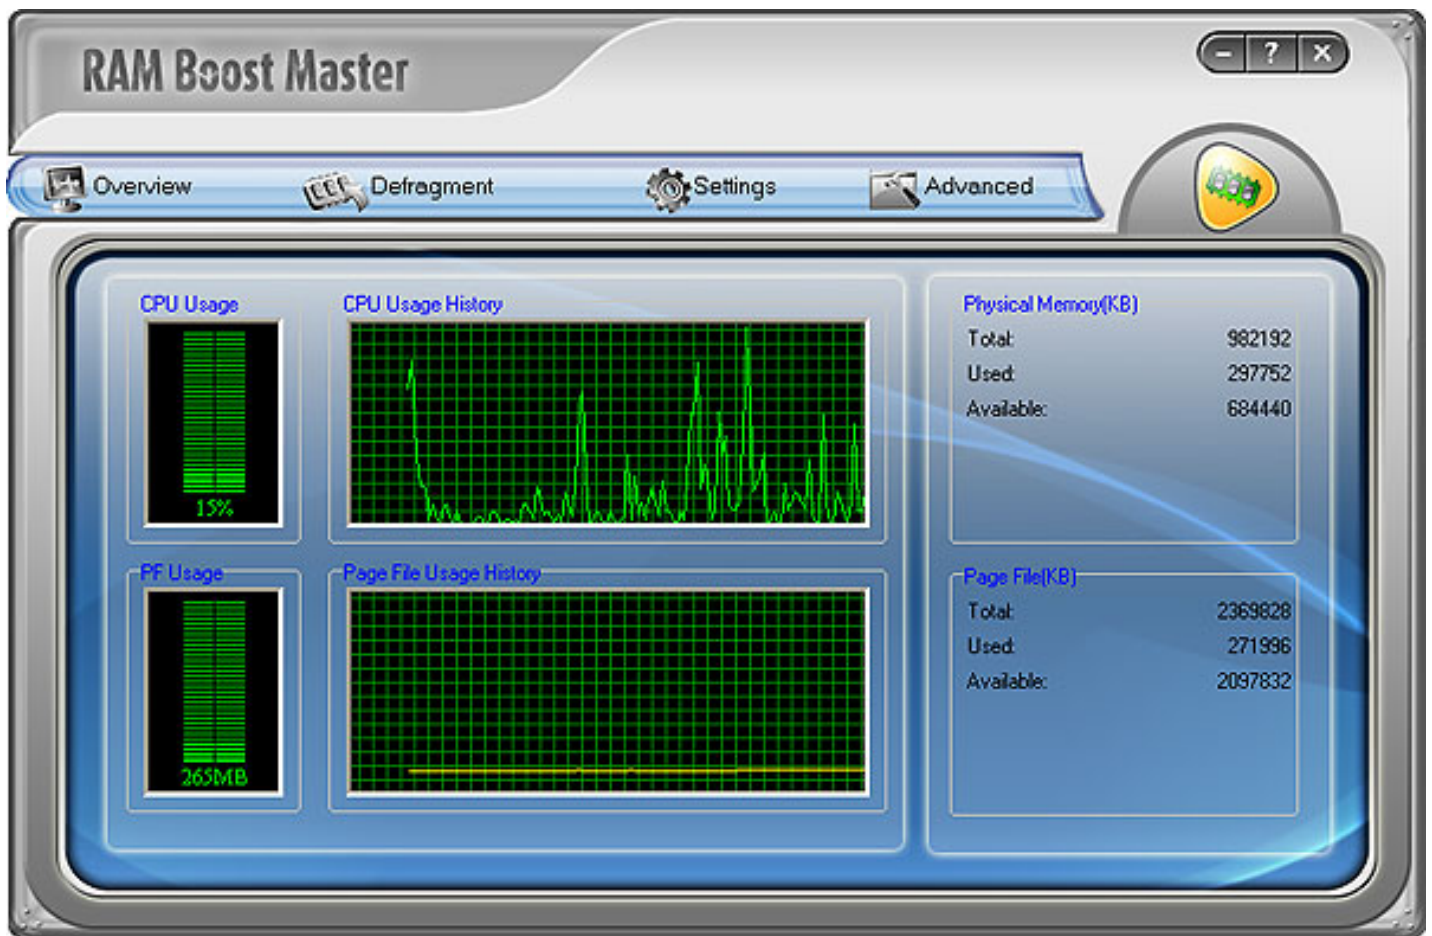 RAM Boost Master
Overview
Defragment
Settings
Advanced
CPU Usage
15%
CPU Usage History
Physical Memory(KB)
Total: 982192
Used: 297752
Available: 684440
PF Usage
265MB
Page File Usage History
Page File(KB)
Total: 2369828
Used: 271996
Available: 2097832